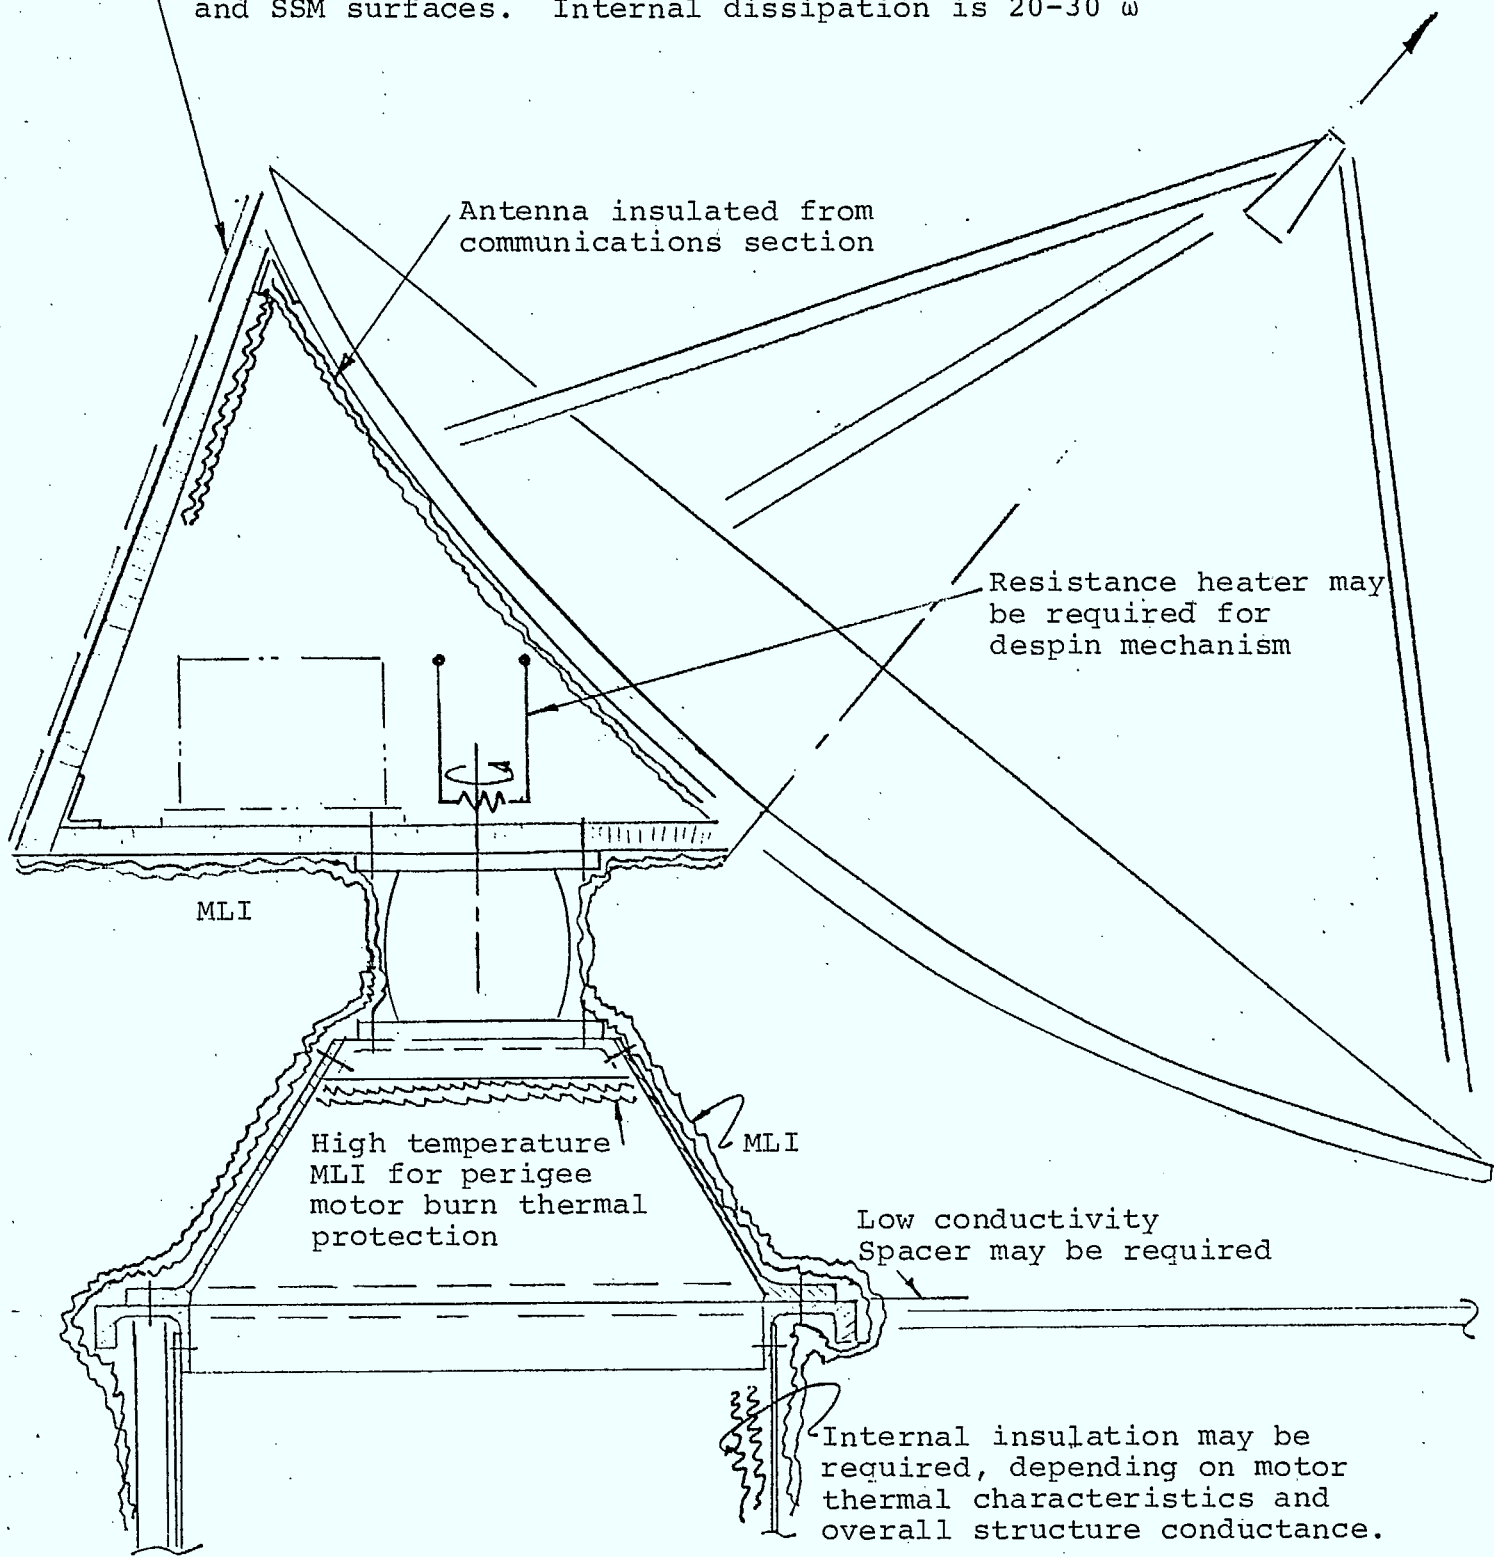 and SSM surfaces.  Internal dissipation is 20-30 ω
Antenna insulated from
communications section
Resistance heater may
be required for
despin mechanism
MLI
High temperature
MLI for perigee
motor burn thermal
protection
MLI
Low conductivity
Spacer may be required
Internal insulation may be
required, depending on motor
thermal characteristics and
overall structure conductance.